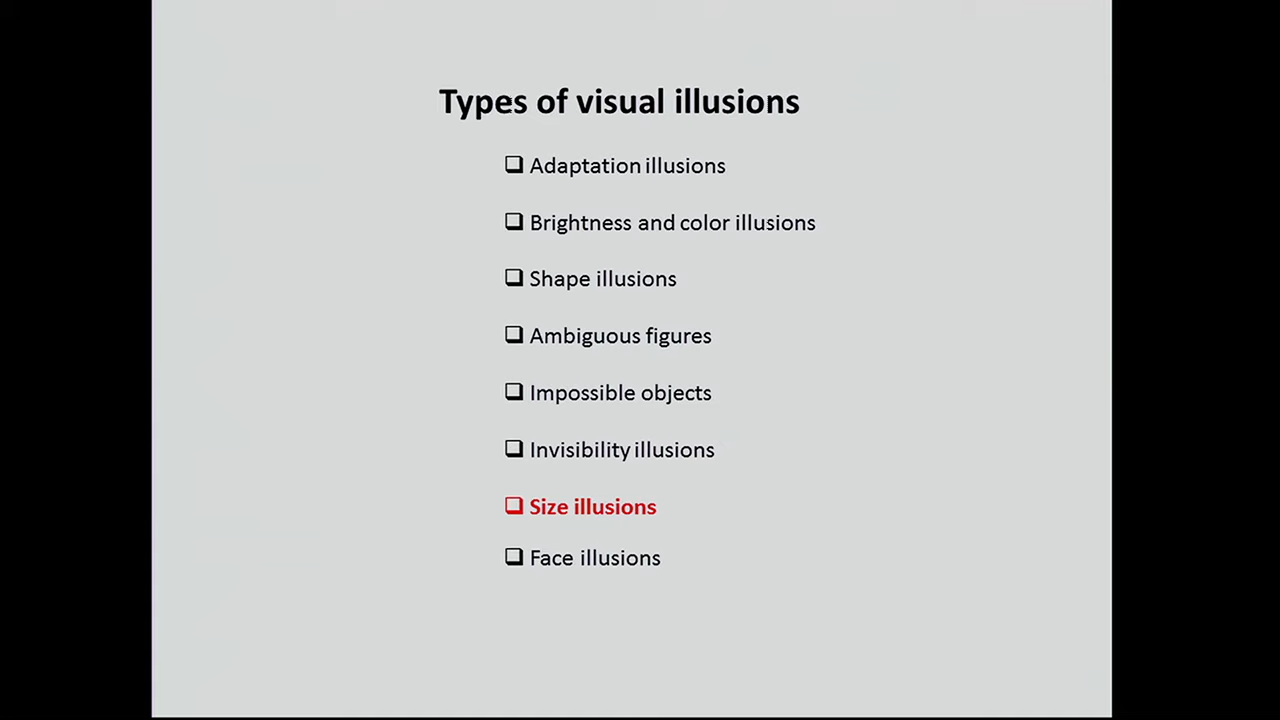 Types of visual illusions
❑ Adaptation illusions
❑ Brightness and color illusions
❑ Shape illusions
❑ Ambiguous figures
❑ Impossible objects
❑ Invisibility illusions
❑ Size illusions
❑ Face illusions